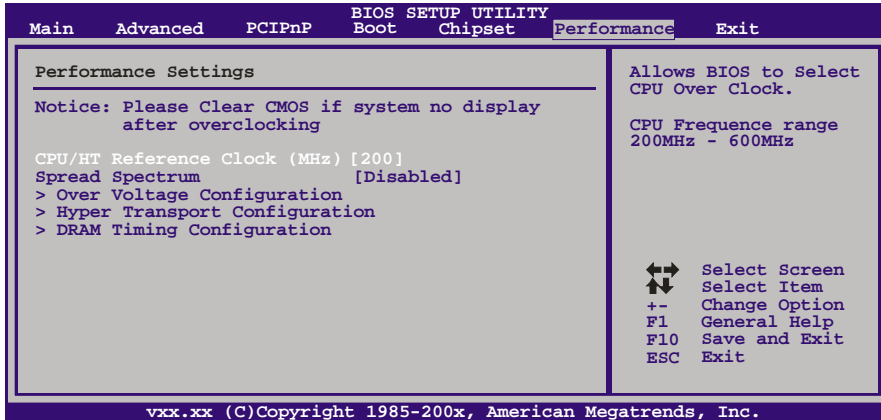 BIOS SETUP UTILITY
Main Advanced PCIPnP Boot Chipset Performance Exit
Performance Settings
Notice: Please Clear CMOS if system no display
after overclocking
CPU/HT Reference Clock (MHz) [200]
Spread Spectrum [Disabled]
> Over Voltage Configuration
> Hyper Transport Configuration
> DRAM Timing Configuration
Allows BIOS to Select
CPU Over Clock.
CPU Frequence range
200MHz - 600MHz
Select Screen
Select Item
+- Change Option
F1 General Help
F10 Save and Exit
ESC Exit
vxx.xx (C)Copyright 1985-200x, American Megatrends, Inc.